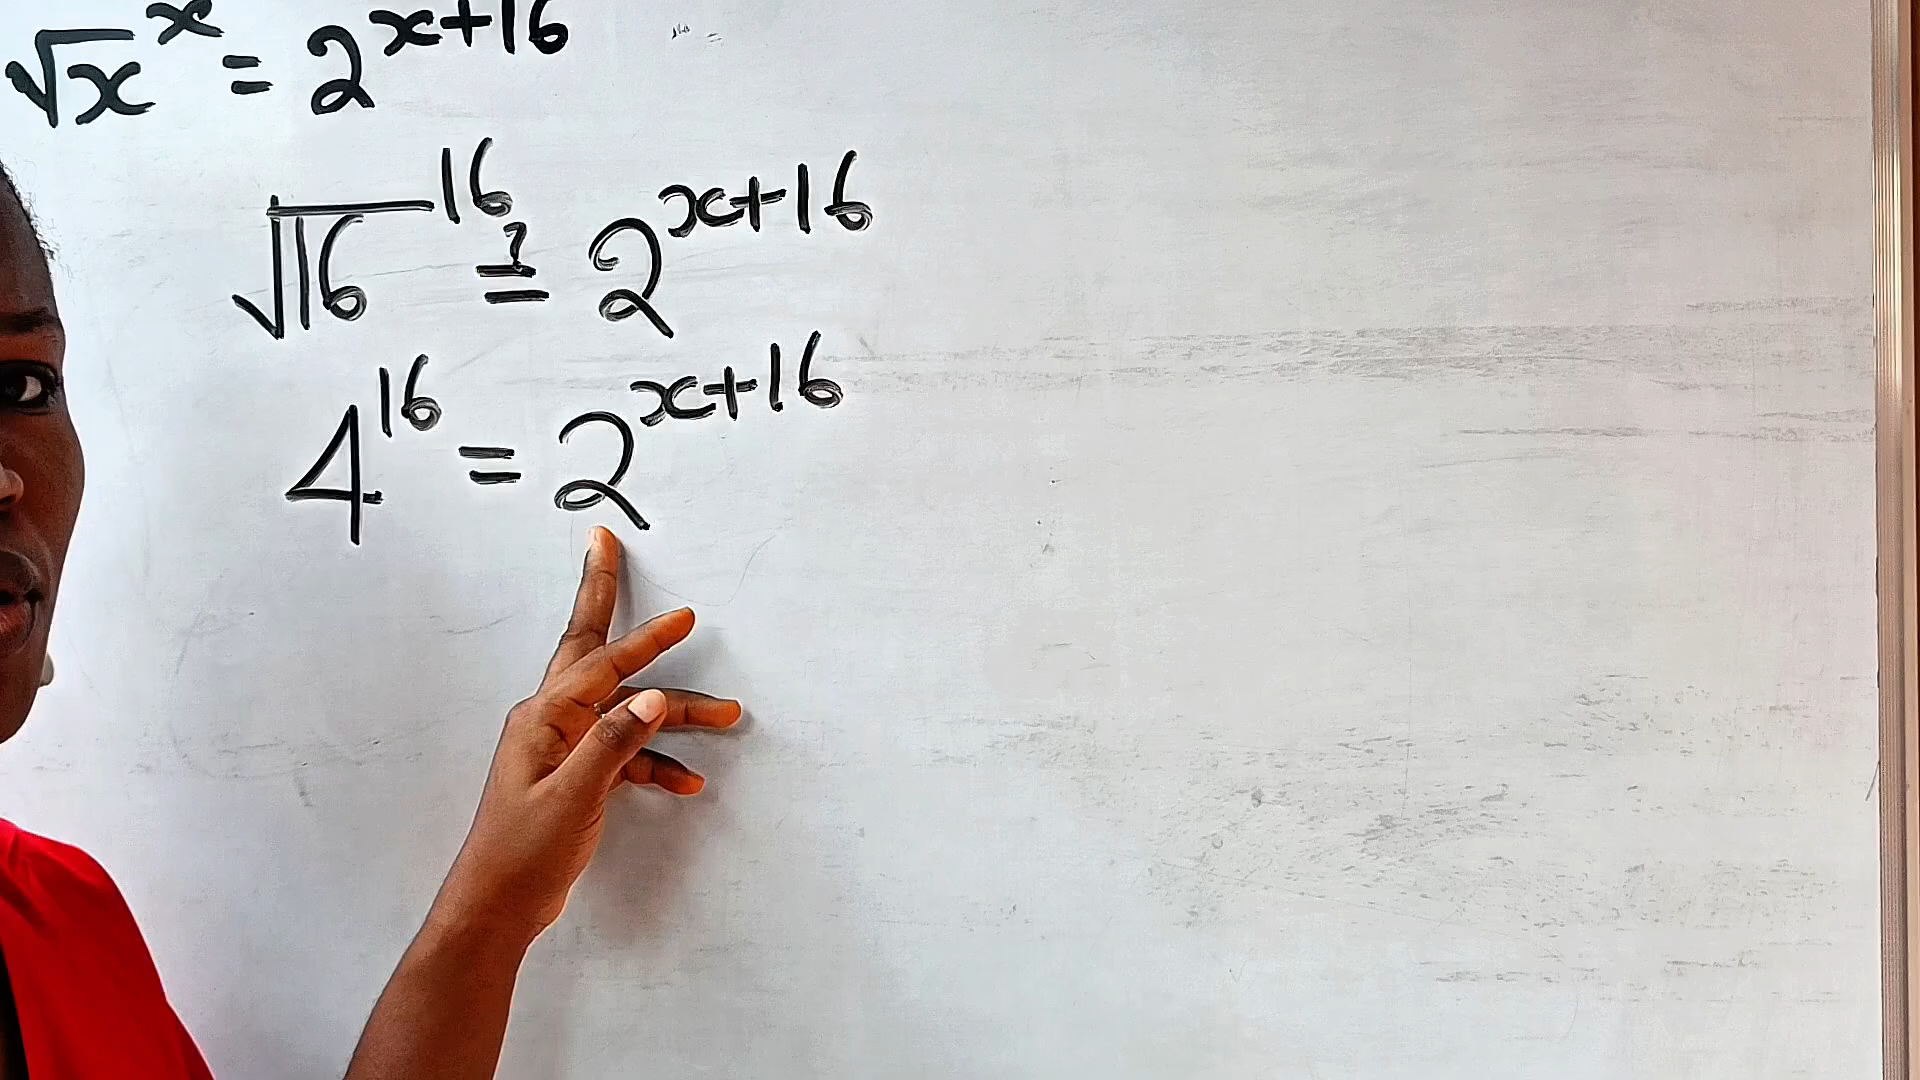 √x^x = 2^x+16
√16^16 ?= 2^x+16
4^16 = 2^x+16